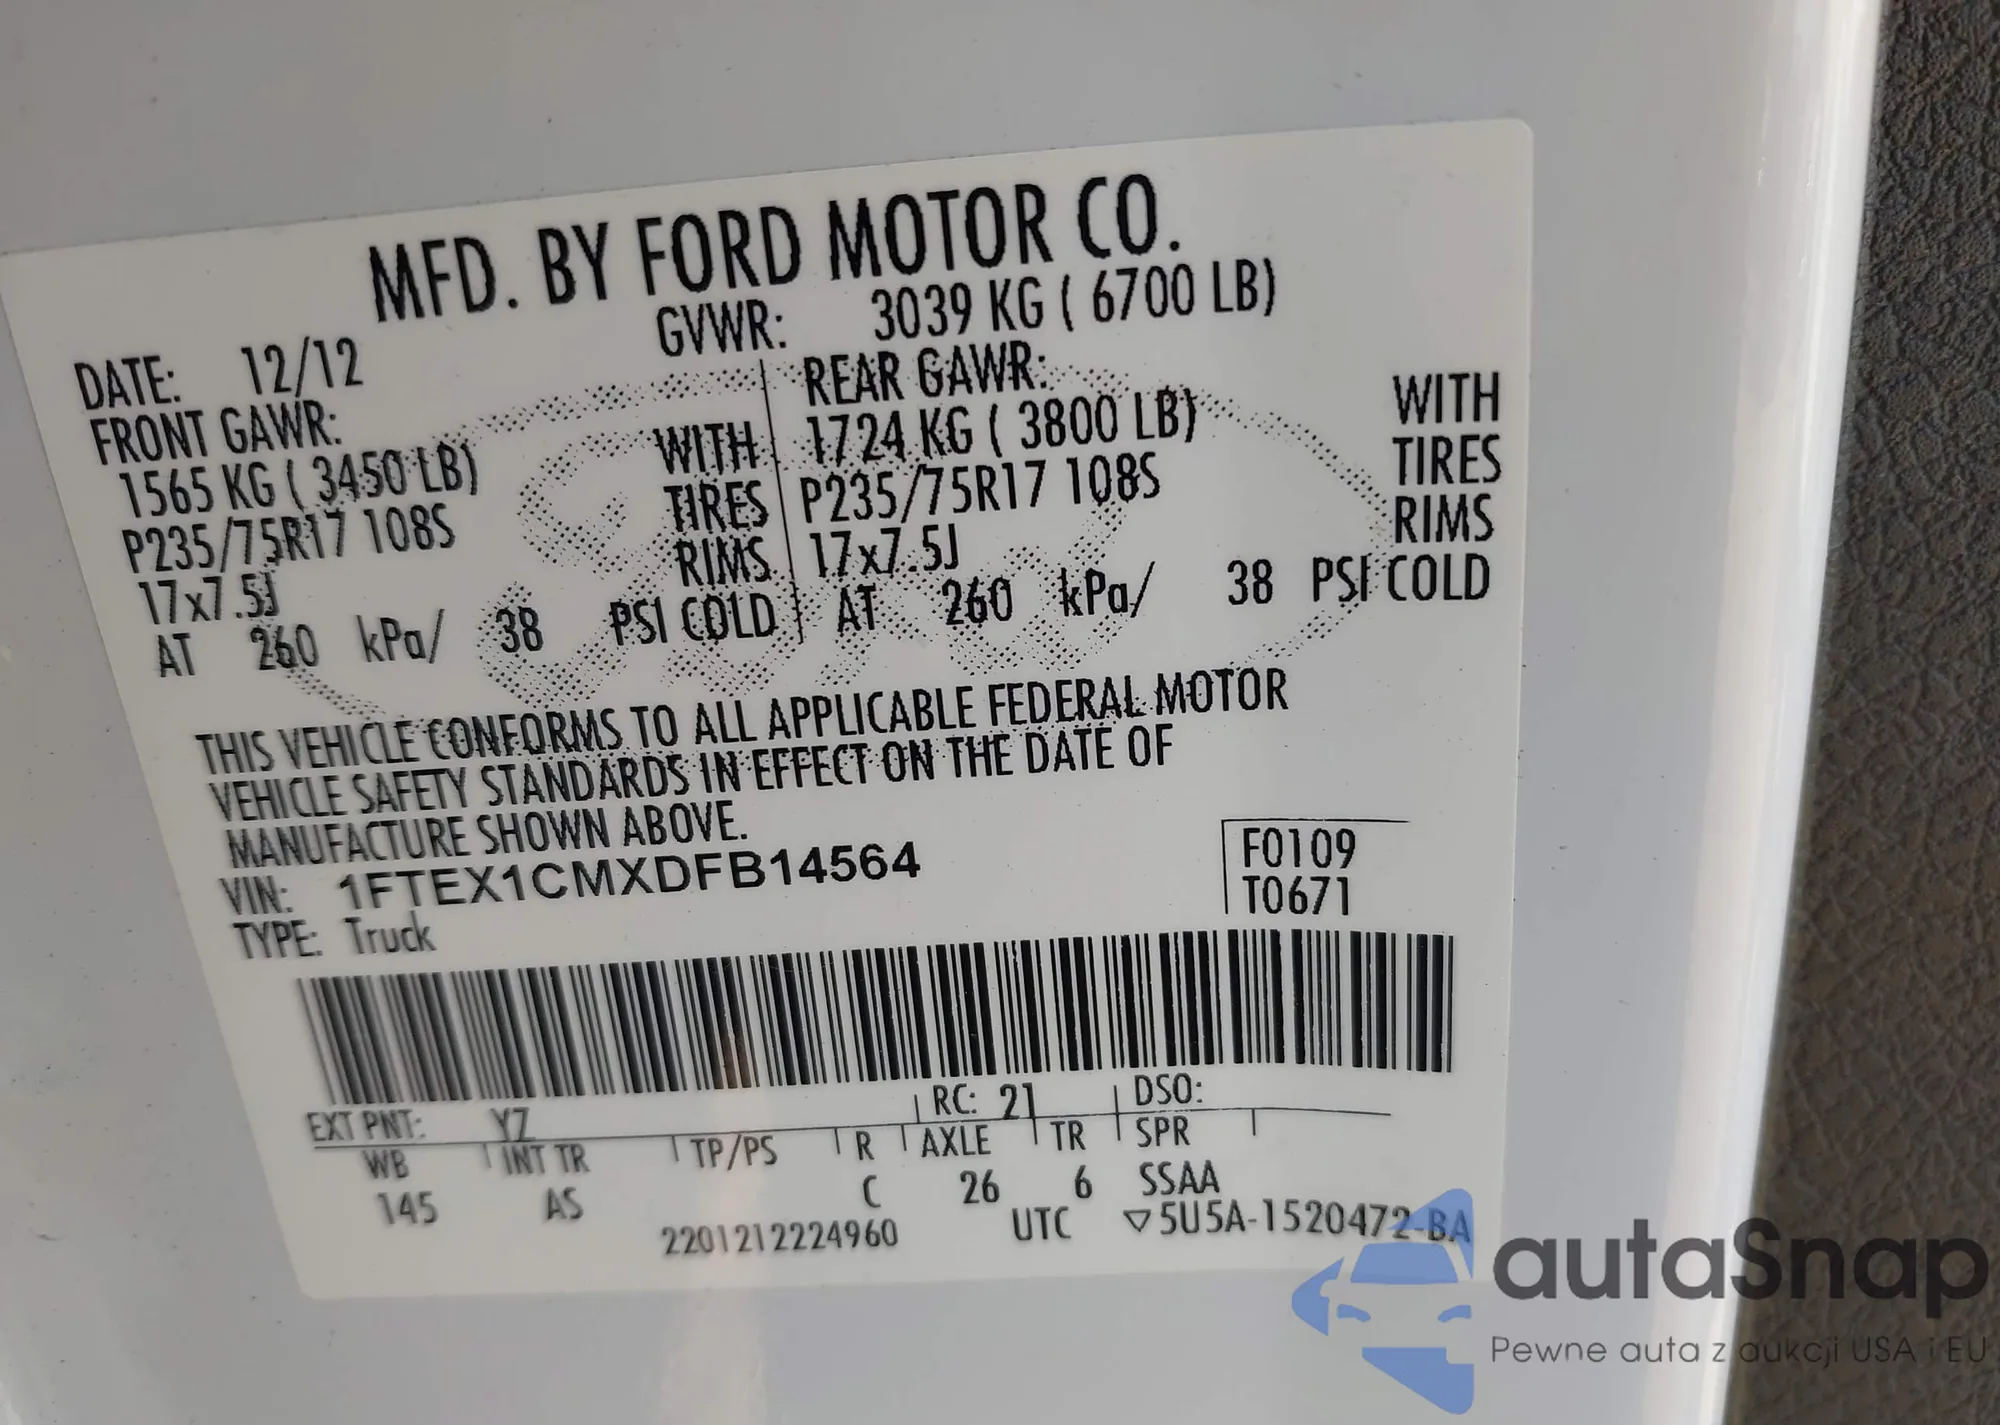 MFD. BY FORD MOTOR CO.
DATE: 12/12 GVWR: 3039 KG ( 6700 LB)
FRONT GAWR: REAR GAWR:
1565 KG ( 3450 LB) WITH 1724 KG ( 3800 LB) WITH
P235/75R17 108S TIRES P235/75R17 108S TIRES
17x7.5J RIMS 17x7.5J RIMS
AT 260 kPa/ 38 PSI COLD AT 260 kPa/ 38 PSI COLD
THIS VEHICLE CONFORMS TO ALL APPLICABLE FEDERAL MOTOR
VEHICLE SAFETY STANDARDS IN EFFECT ON THE DATE OF
MANUFACTURE SHOWN ABOVE.
VIN: 1FTEX1CMXDFB14564 F0109
TYPE: Truck T0671
EXT PNT: YZ RC: 21 DSO:
WB INT TR TP/PS R AXLE TR SPR
145 AS C 26 6 SSAA
2201212224960 UTC ▽5U5A-1520472-BA
autaSnap
Pewne auta z aukcji USA i EU